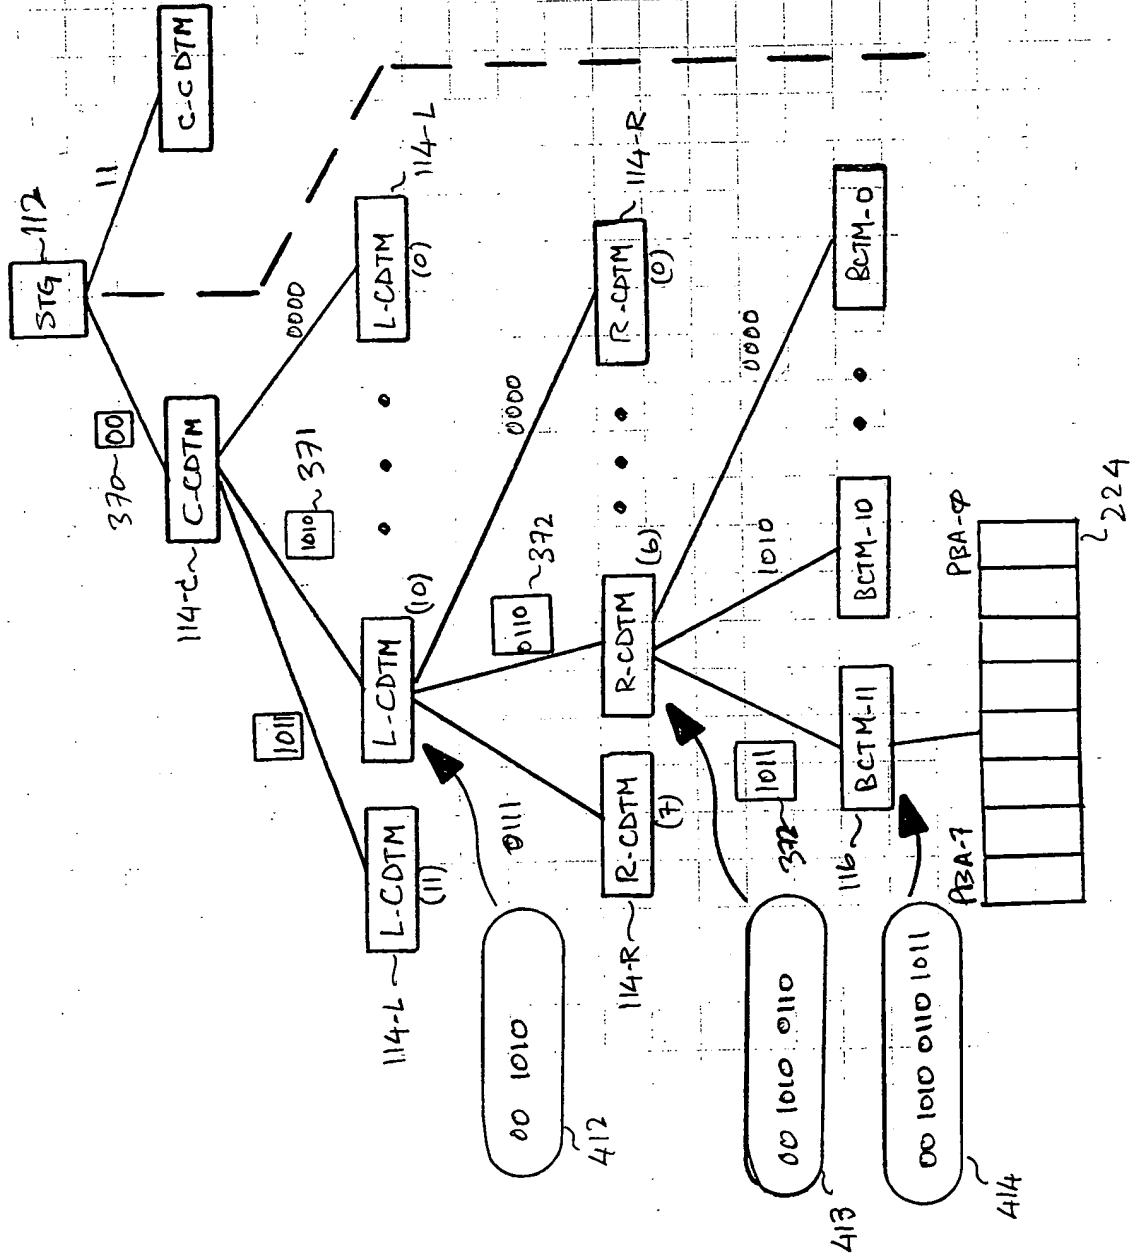 STG
112
11
C-CDTM
370
00
C-CDTM
114-C
1011
1010
371
0000
114-L
L-CDTM
(11)
L-CDTM
(10)
L-CDTM
(0)
114-L
00 1010
412
0111
0110
372
0000
114-R
R-CDTM
(7)
R-CDTM
(6)
R-CDTM
(0)
114-R
00 1010 0110
413
1011
372
1010
0000
116
BCTM-11
BCTM-10
BCTM-0
00 1010 0110 1011
414
PBA-7
PBA-0
224